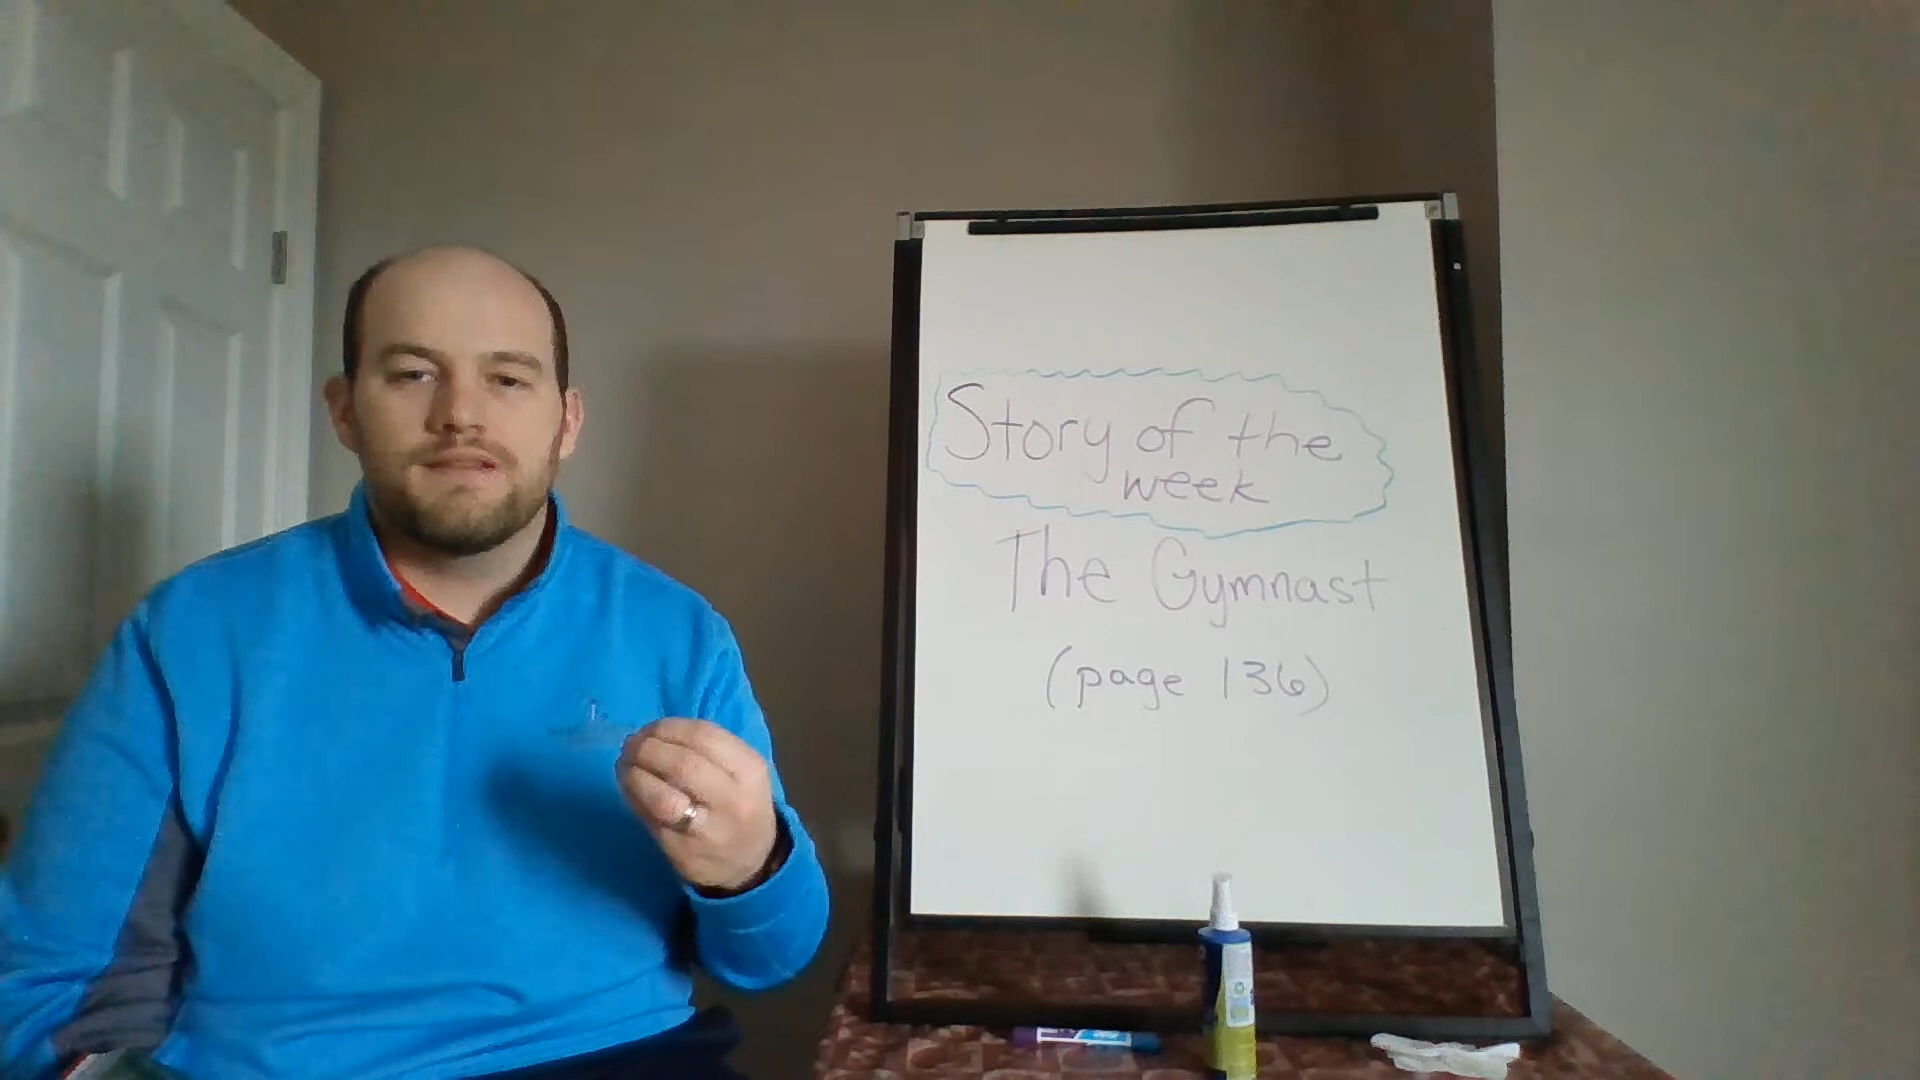 Story of the
week
The Gymnast
(page 136)